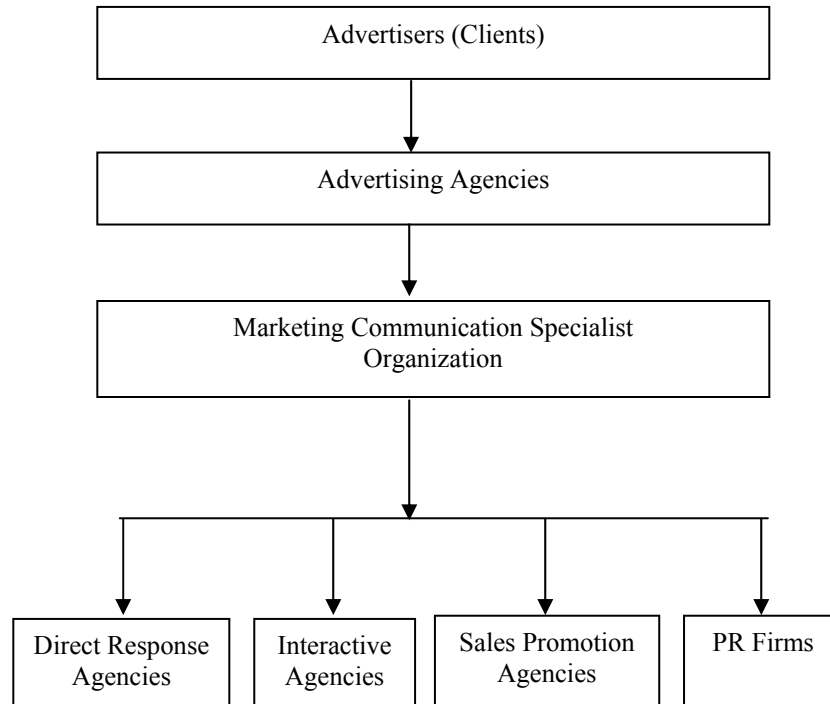 Advertisers (Clients)
Advertising Agencies
Marketing Communication Specialist
Organization
Direct Response
Agencies
Interactive
Agencies
Sales Promotion
Agencies
PR Firms